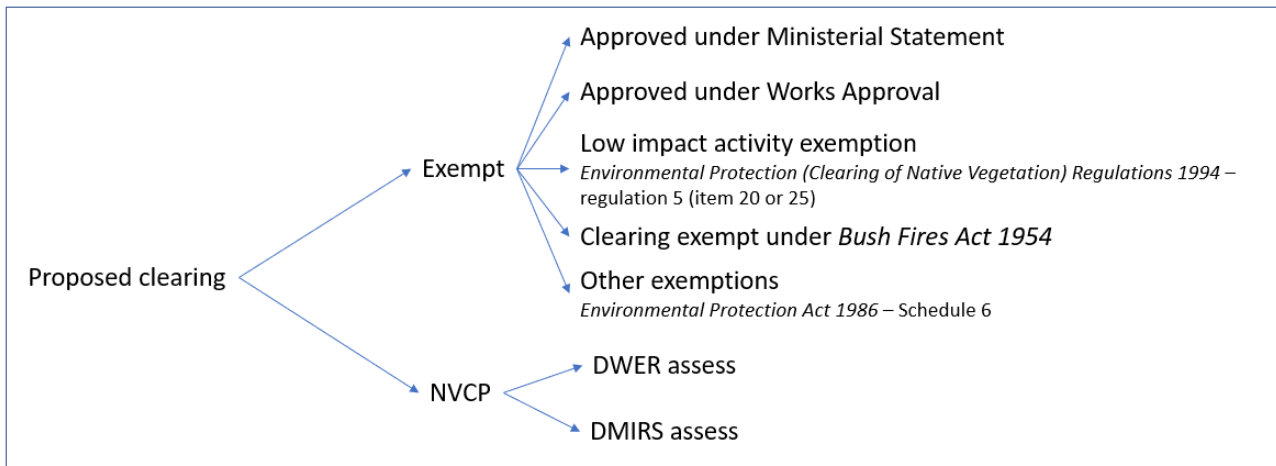 Approved under Ministerial Statement
Approved under Works Approval
Low impact activity exemption
Exempt
Environmental Protection (Clearing of Native Vegetation) Regulations 1994 –
regulation 5 (item 20 or 25)
Clearing exempt under Bush Fires Act 1954
Proposed clearing
Other exemptions
Environmental Protection Act 1986 – Schedule 6
DWER assess
NVCP
DMIRS assess